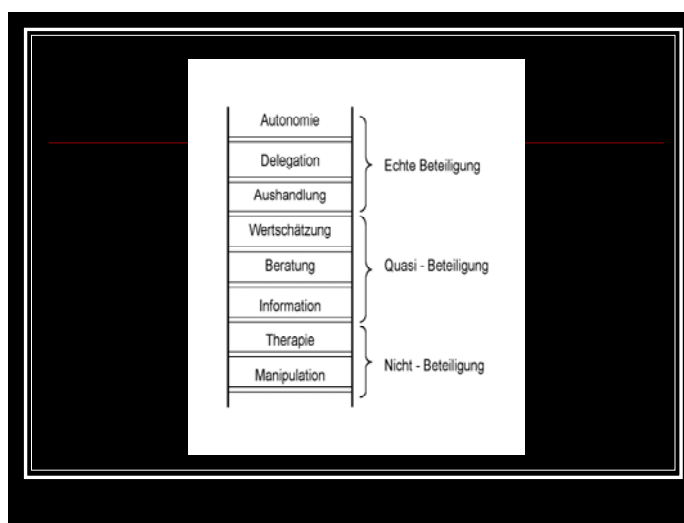 Autonomie
Delegation
Aushandlung
Echte Beteiligung
Wertschätzung
Beratung
Information
Quasi - Beteiligung
Therapie
Manipulation
Nicht - Beteiligung